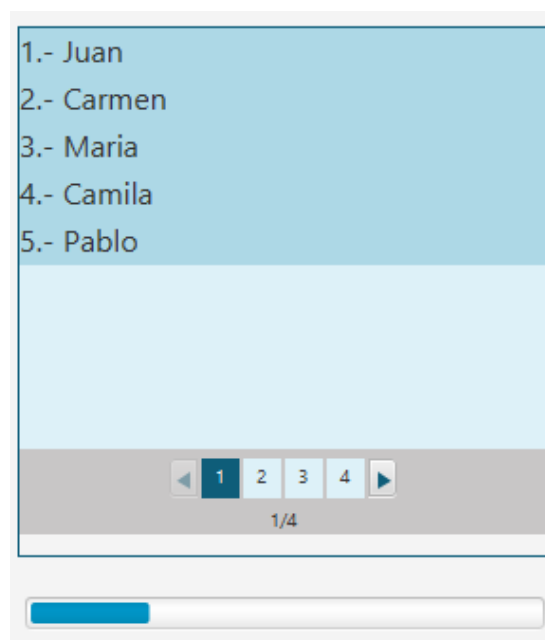 1.- Juan
2.- Carmen
3.- Maria
4.- Camila
5.- Pablo
1 2 3 4
1/4